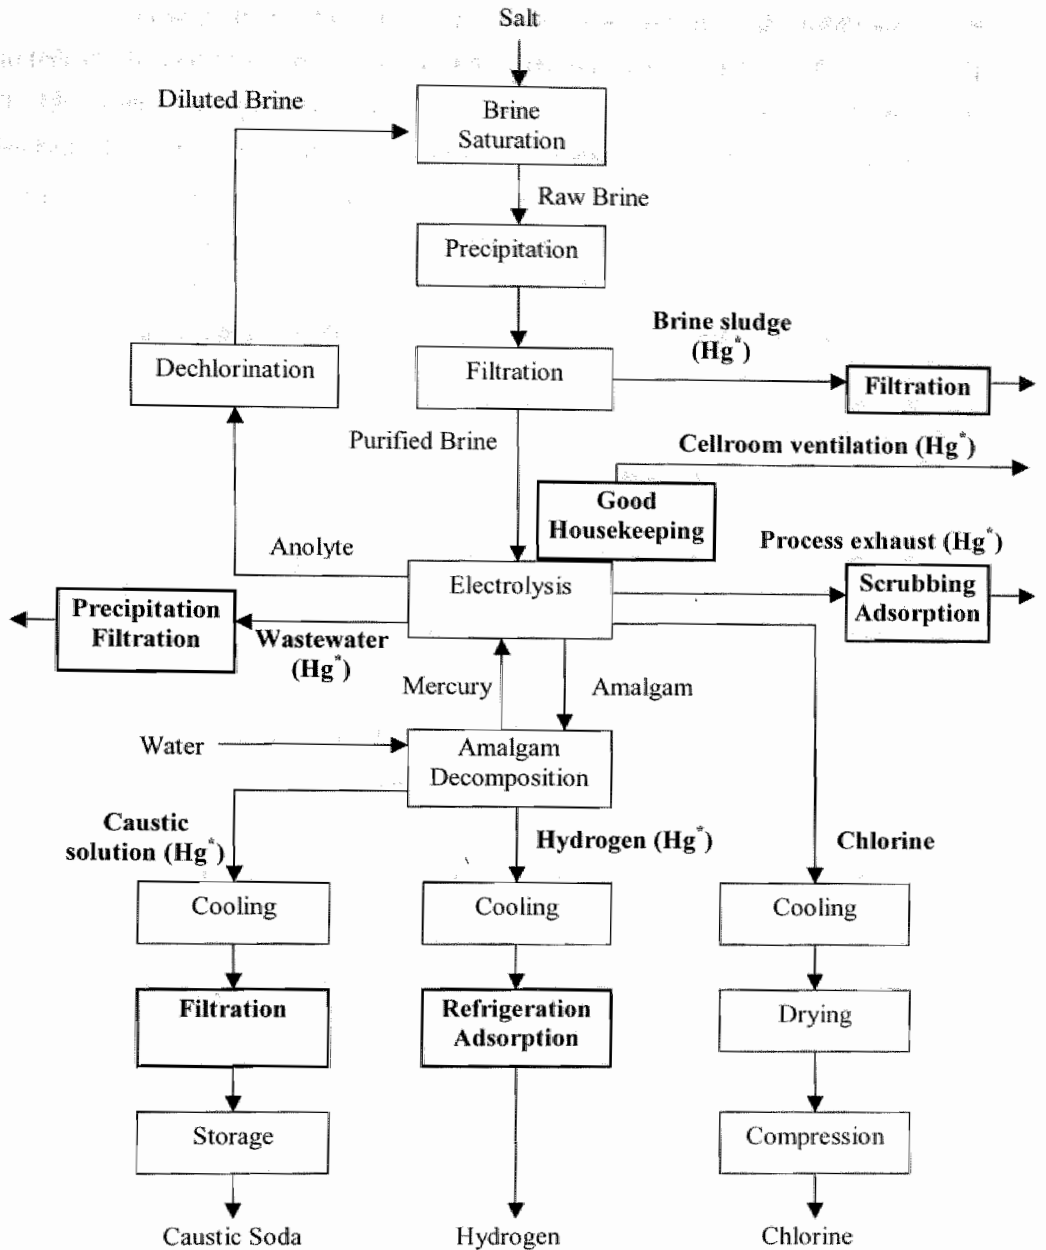 Salt
Diluted Brine
Brine
Saturation
Raw Brine
Precipitation
Brine sludge
(Hg*)
Dechlorination
Filtration
Filtration
Purified Brine
Cellroom ventilation (Hg*)
Good
Housekeeping
Process exhaust (Hg*)
Anolyte
Electrolysis
Scrubbing
Adsorption
Precipitation
Filtration
Wastewater
(Hg*)
Mercury
Amalgam
Water
Amalgam
Decomposition
Caustic
solution (Hg*)
Hydrogen (Hg*)
Chlorine
Cooling
Cooling
Cooling
Filtration
Refrigeration
Adsorption
Drying
Storage
Compression
Caustic Soda
Hydrogen
Chlorine